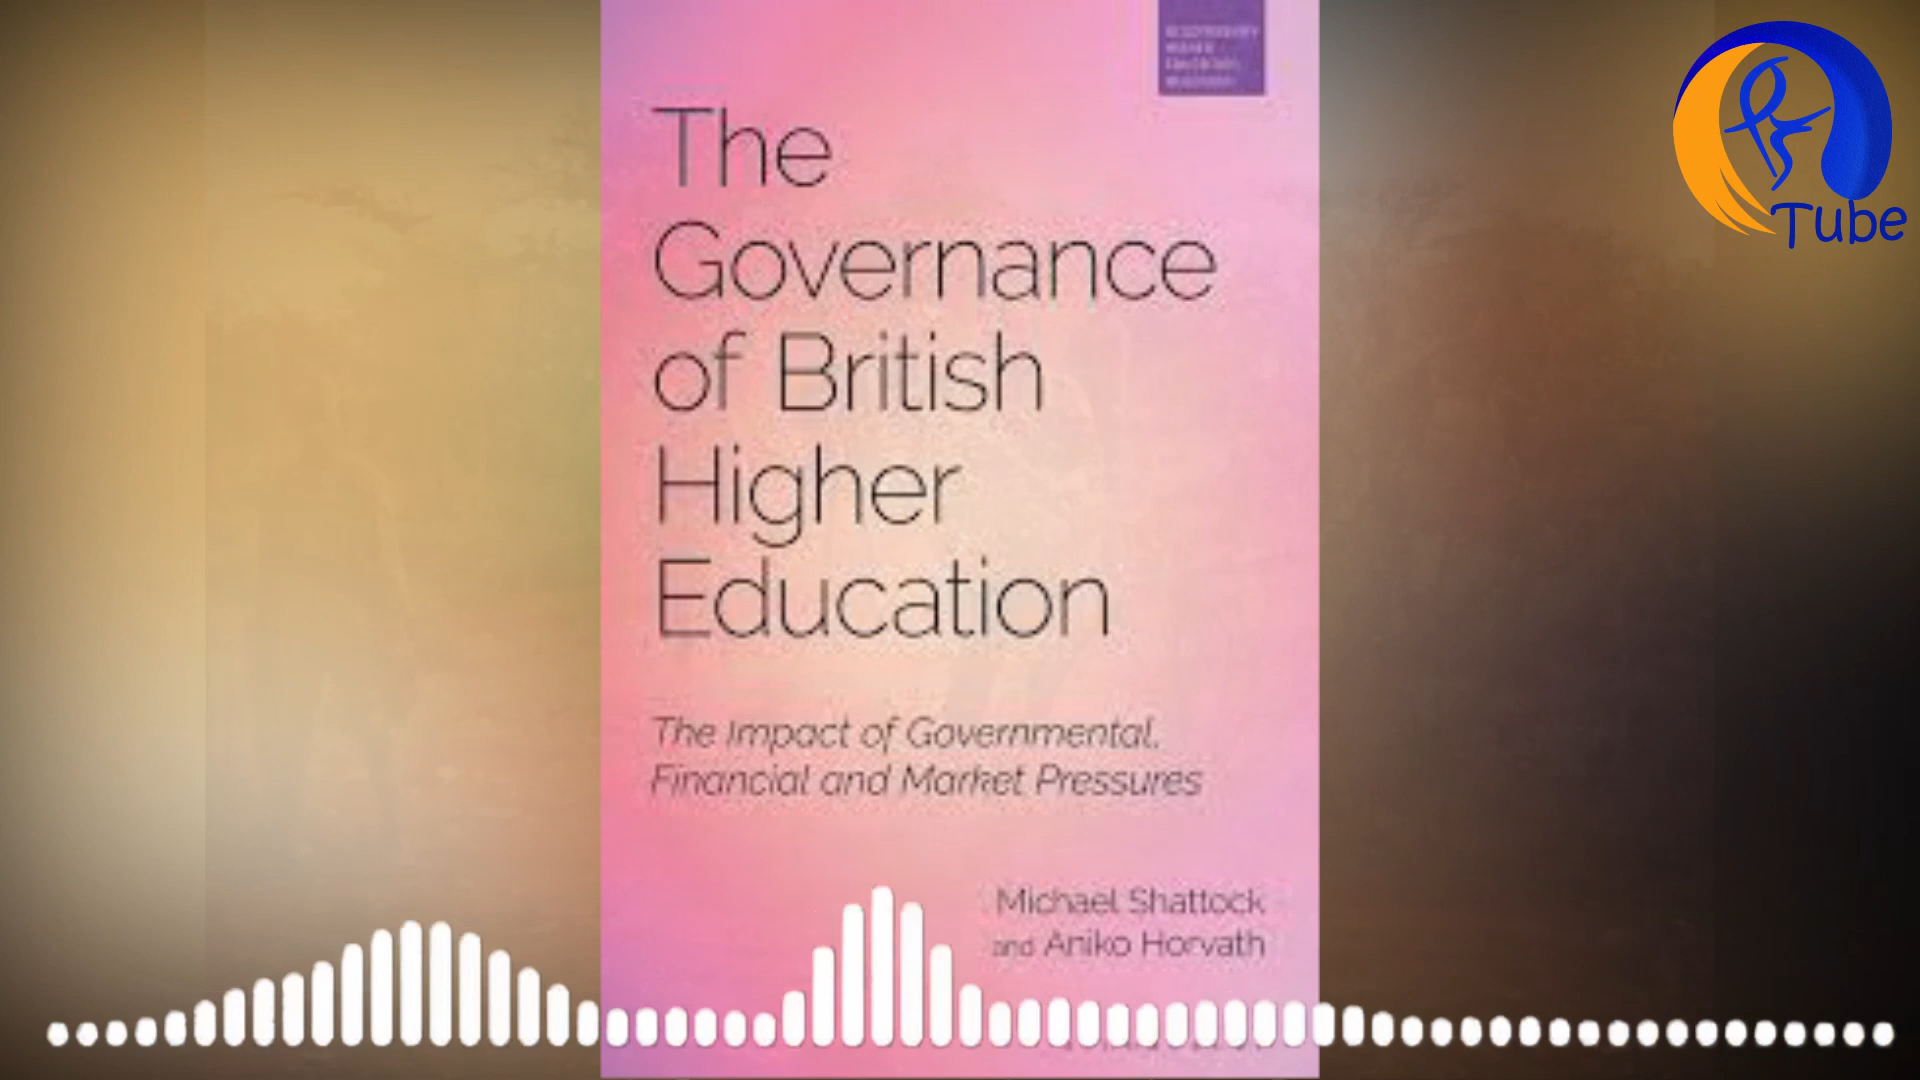 The
Governance
of British
Higher
Education
The Impact of Governmental,
Financial and Market Pressures
Michael Shattock
and Aniko Horvath
Tube